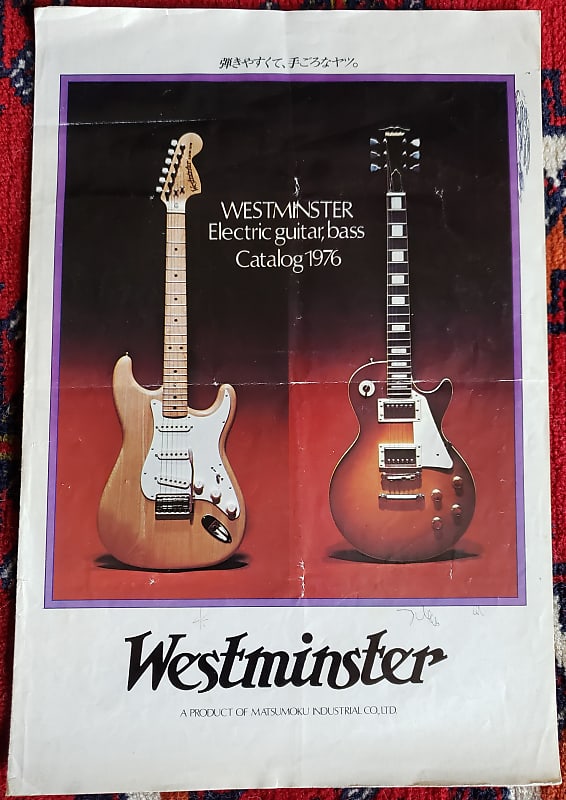 弾きやすくて、手ごろなヤツ。
WESTMINSTER
Electric guitar, bass
Catalog 1976
Westminster
A PRODUCT OF MATSUMOKU INDUSTRIAL CO., LTD.